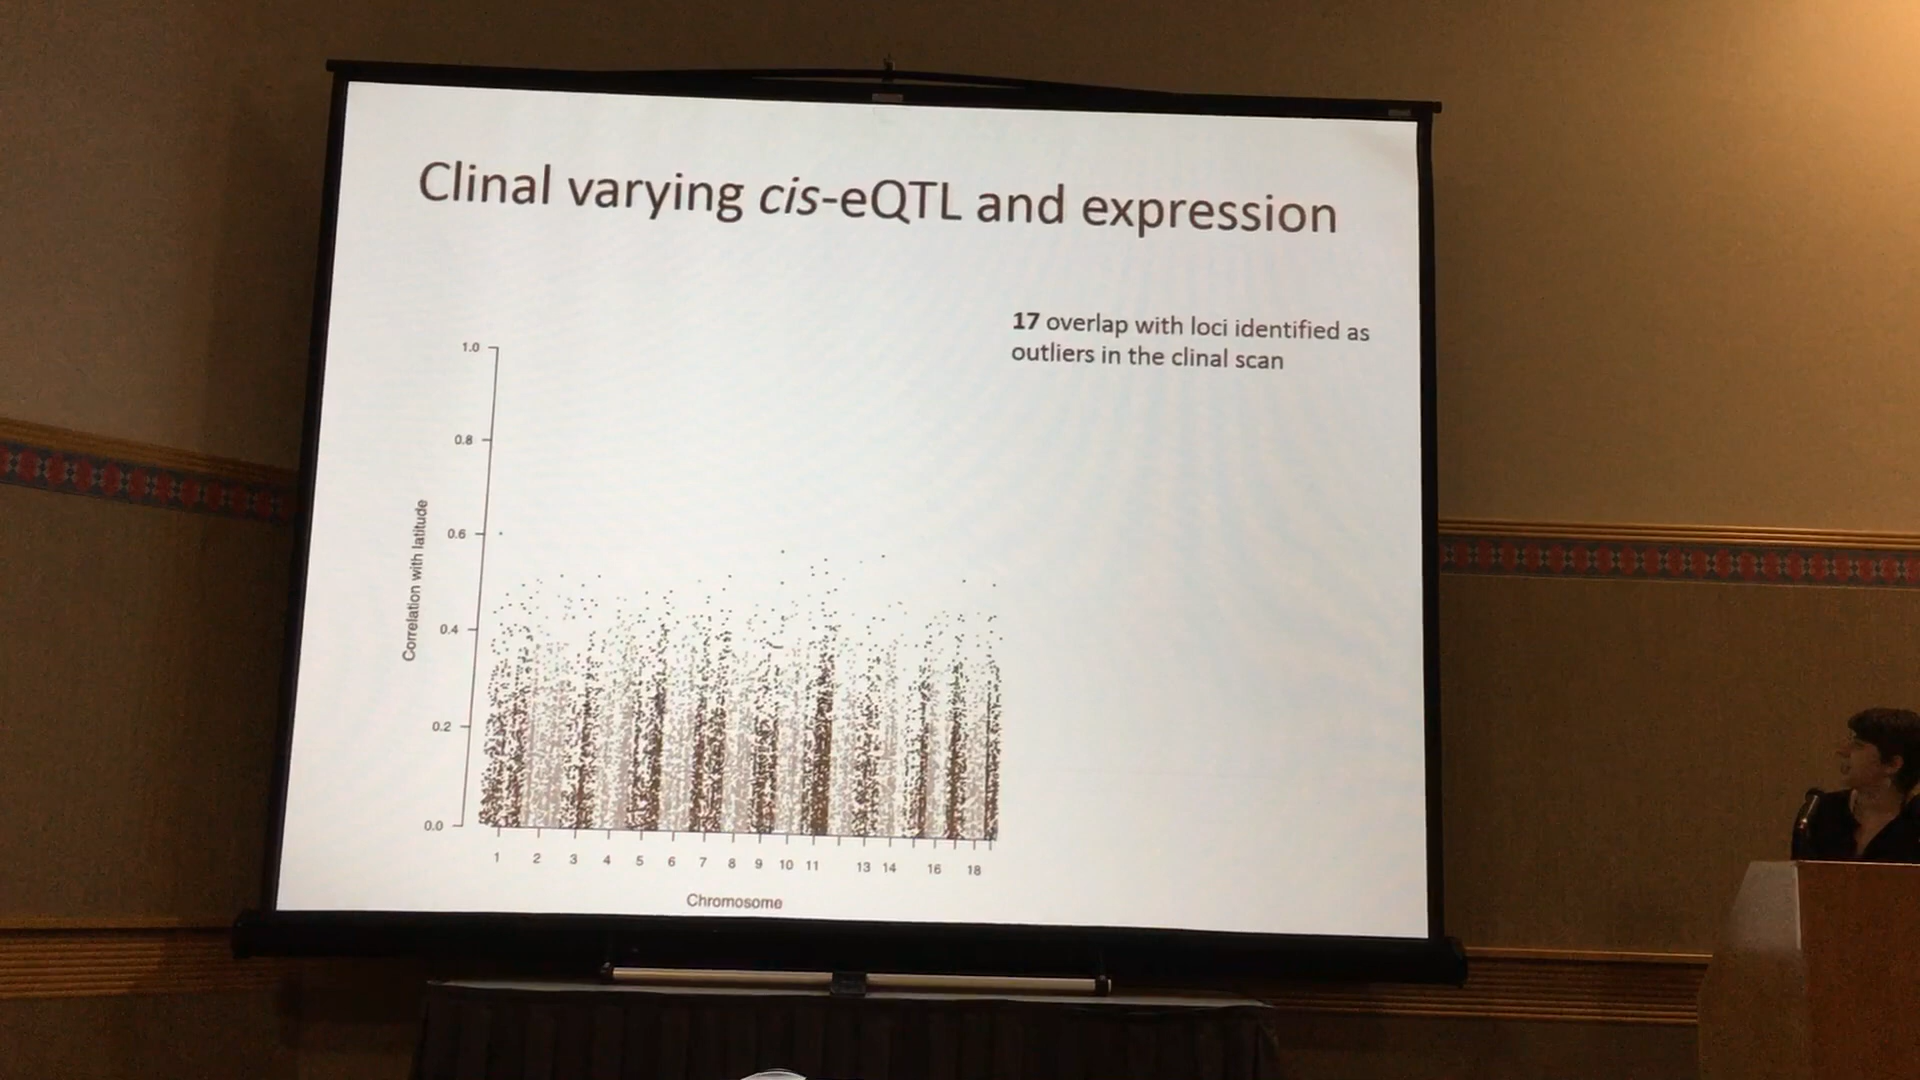 Clinal varying cis-eQTL and expression
17 overlap with loci identified as
outliers in the clinal scan
1.0
0.8
0.6
0.4
0.2
0.0
Correlation with latitude
1 2 3 4 5 6 7 8 9 10 11 13 14 16 18
Chromosome